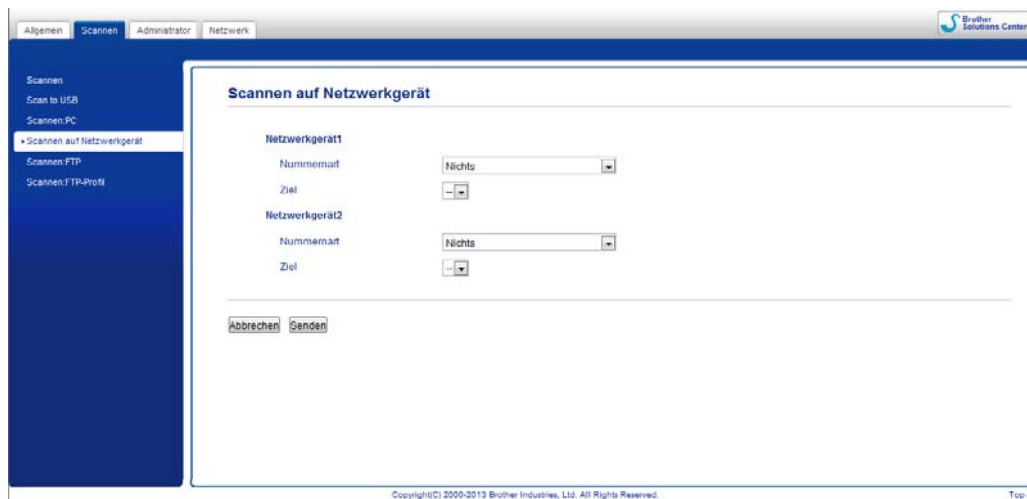 Allgemein Scannen Administrator Netzwerk
Brother
Solutions Center
Scannen
Scan to USB
Scannen:PC
Scannen auf Netzwerkgerät
Scannen:FTP
Scannen:FTP-Profil
Scannen auf Netzwerkgerät
Netzwerkgerät1
Nummernart Nichts
Ziel --
Netzwerkgerät2
Nummernart Nichts
Ziel --
Abbrechen Senden
Copyright(C) 2000-2013 Brother Industries, Ltd. All Rights Reserved.
Top